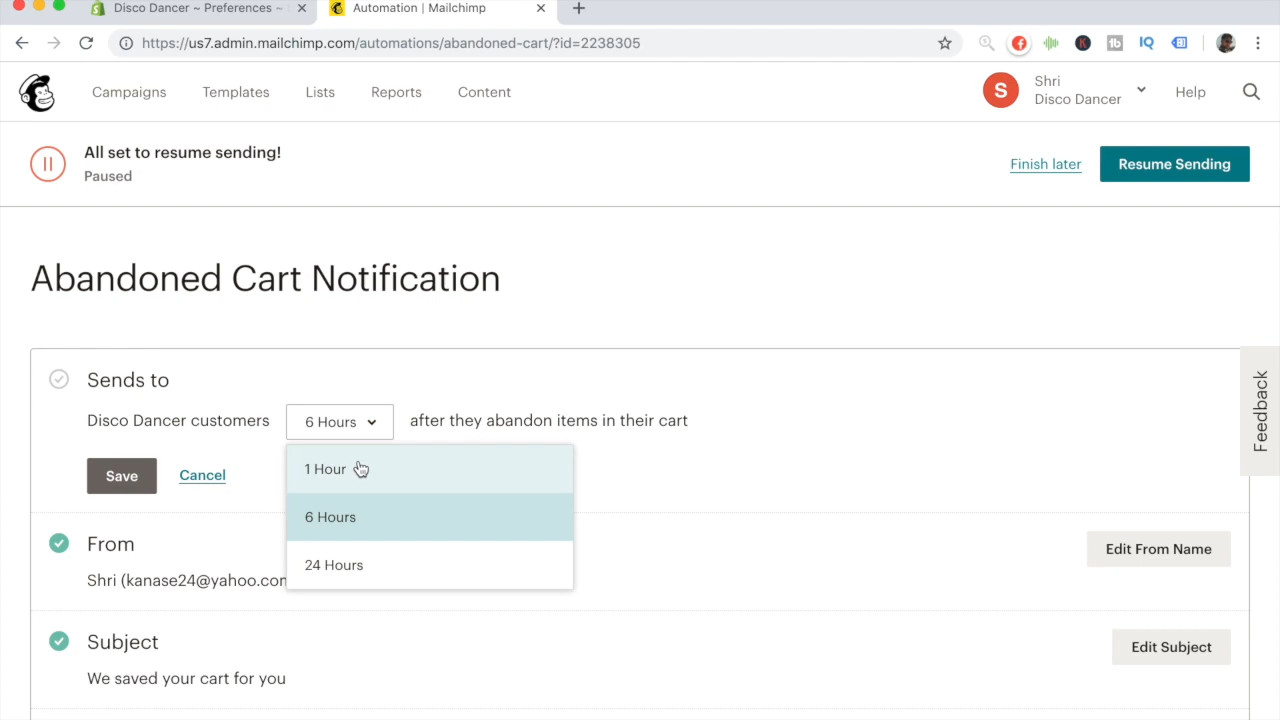 Disco Dancer ~ Preferences ~
Automation | Mailchimp
https://us7.admin.mailchimp.com/automations/abandoned-cart/?id=2238305
K
tb
IQ
Campaigns
Templates
Lists
Reports
Content
S
Shri
Disco Dancer
Help
All set to resume sending!
Paused
Finish later
Resume Sending
Abandoned Cart Notification
Feedback
Sends to
Disco Dancer customers
6 Hours
after they abandon items in their cart
Save
Cancel
1 Hour
6 Hours
24 Hours
From
Shri (kanase24@yahoo.con
Edit From Name
Subject
We saved your cart for you
Edit Subject